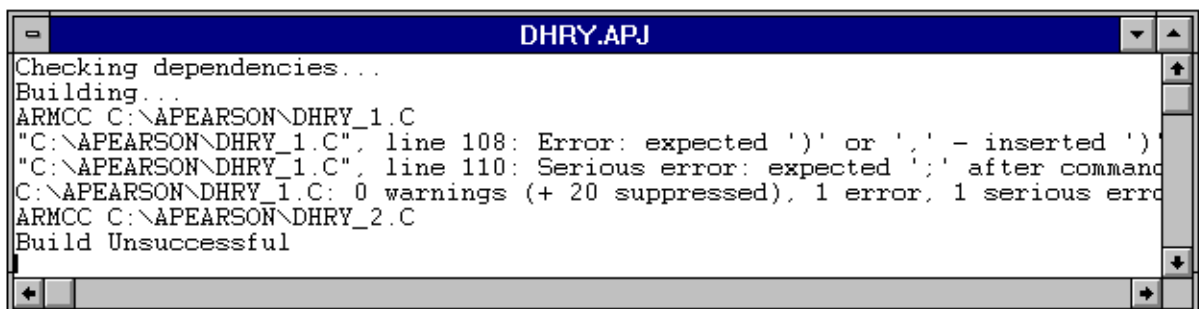 DHRY.APJ
Checking dependencies...
Building...
ARMCC C:\APEARSON\DHRY_1.C
"C:\APEARSON\DHRY_1.C", line 108: Error: expected ')' or ',' - inserted ')'
"C:\APEARSON\DHRY_1.C", line 110: Serious error: expected ';' after command
C:\APEARSON\DHRY_1.C: 0 warnings (+ 20 suppressed), 1 error, 1 serious erro
ARMCC C:\APEARSON\DHRY_2.C
Build Unsuccessful